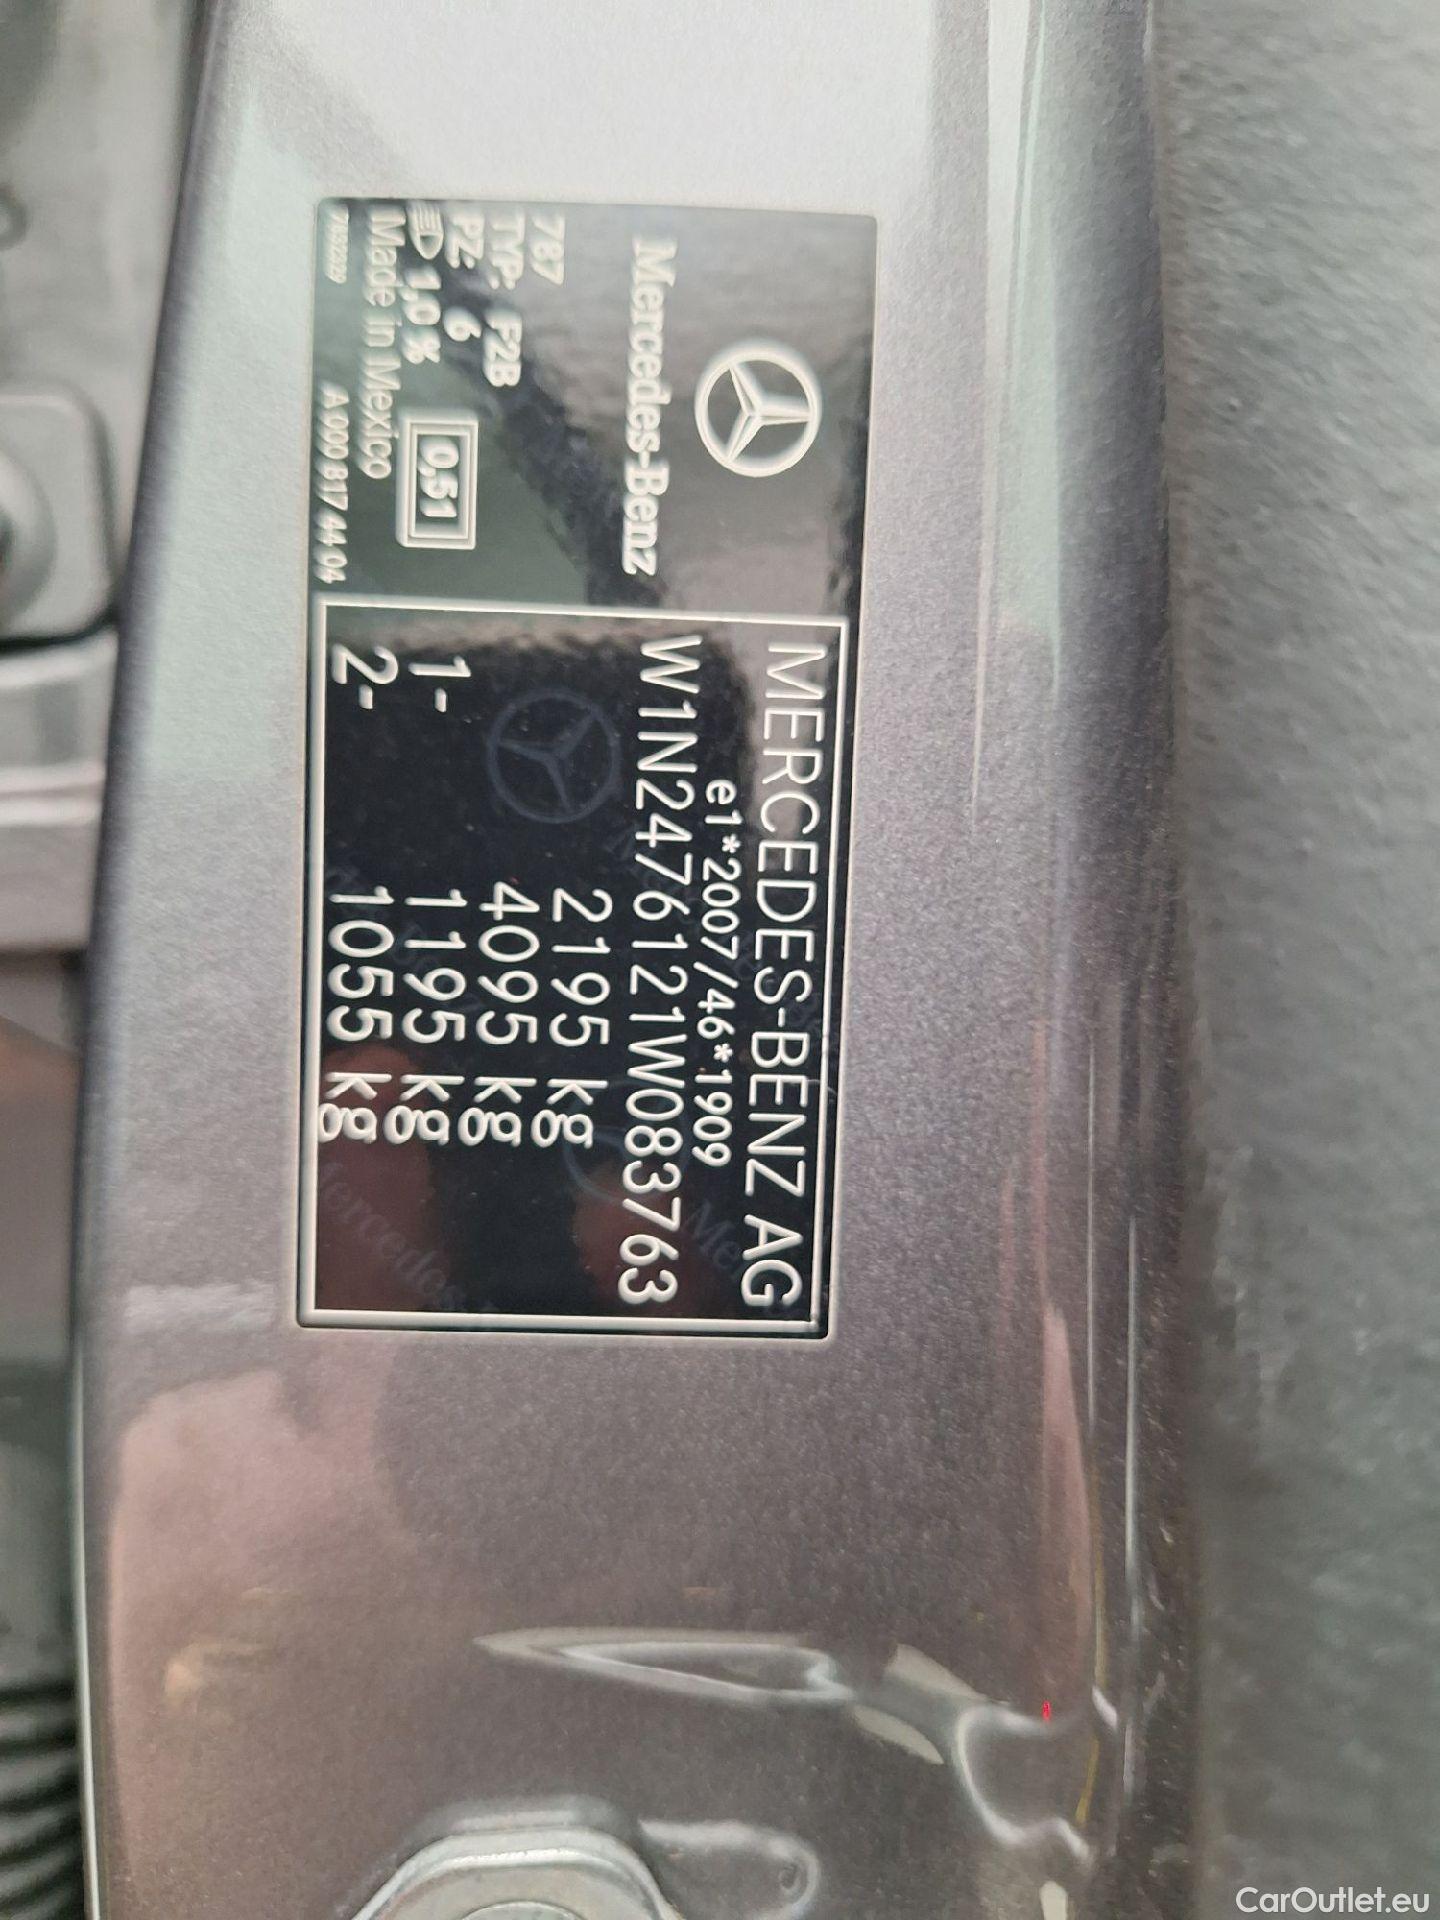 Mercedes-Benz
787
TYP: F2B
PZ: 6
1,0 %
0,51
Made in Mexico
A 000 817 44 04
MERCEDES-BENZ AG
e1*2007/46*1909
W1N2476121W083763
2195 kg
4095 kg
1- 1195 kg
2- 1055 kg
CarOutlet.eu